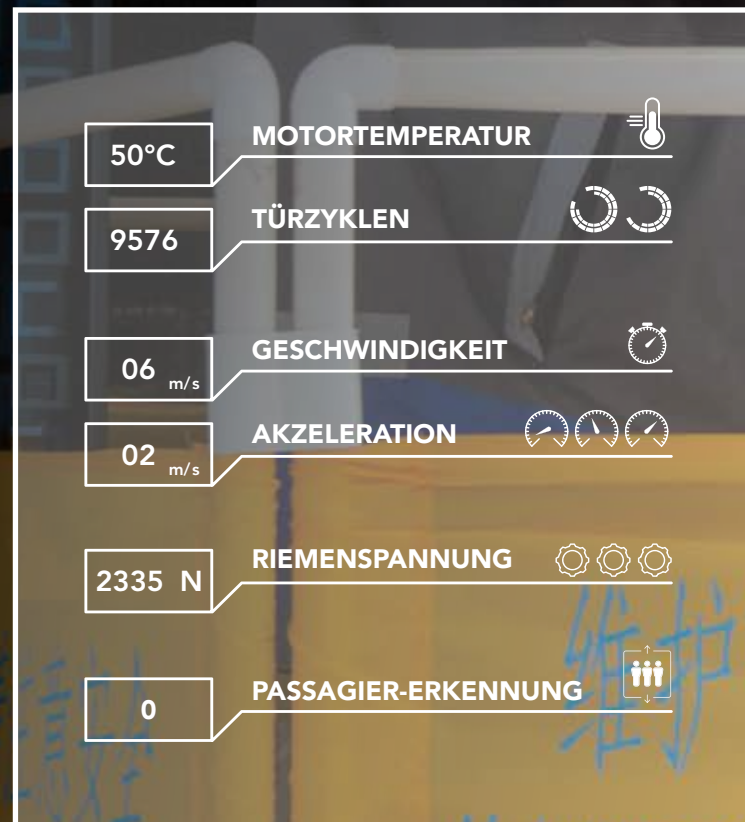 50°C MOTORTEMPERATUR
9576 TÜRZYKLEN
06 m/s GESCHWINDIGKEIT
02 m/s AKZELERATION
2335 N RIEMENSPANNUNG
0 PASSAGIER-ERKENNUNG
维护